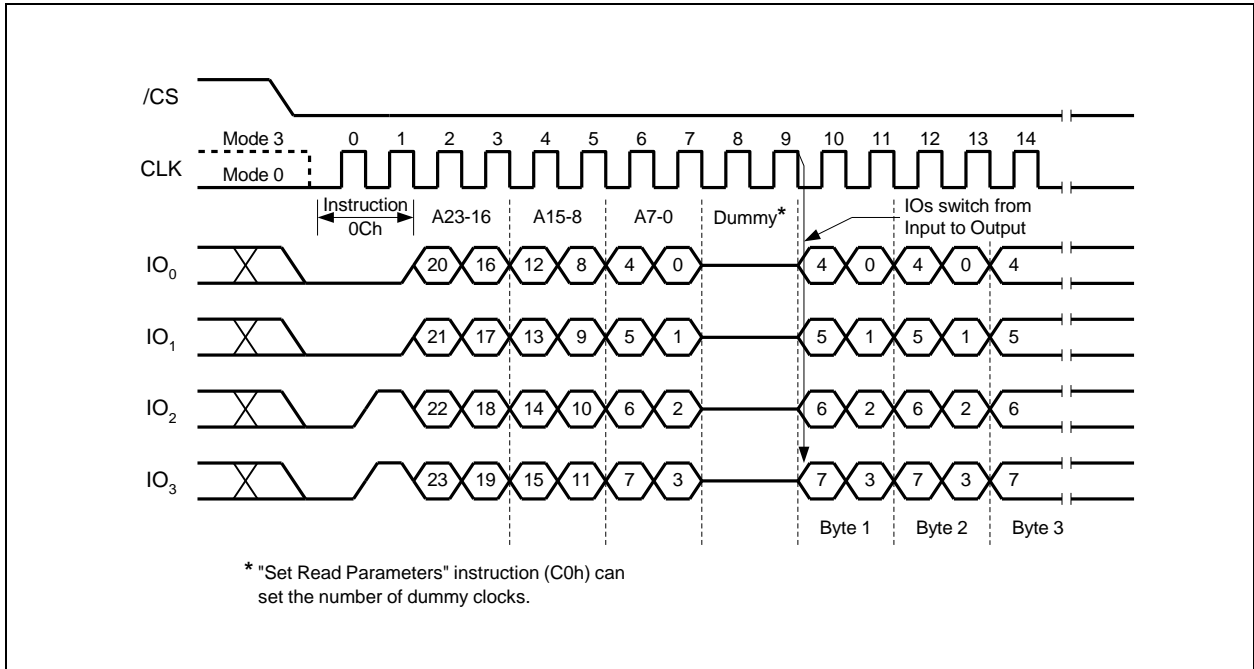 /CS
Mode 3 0 1 2 3 4 5 6 7 8 9 10 11 12 13 14
CLK Mode 0
Instruction
0Ch
A23-16 A15-8 A7-0 Dummy*
IOs switch from
Input to Output
IO0 20 16 12 8 4 0 4 0 4 0 4
IO1 21 17 13 9 5 1 5 1 5 1 5
IO2 22 18 14 10 6 2 6 2 6 2 6
IO3 23 19 15 11 7 3 7 3 7 3 7
Byte 1 Byte 2 Byte 3
* "Set Read Parameters" instruction (C0h) can
set the number of dummy clocks.